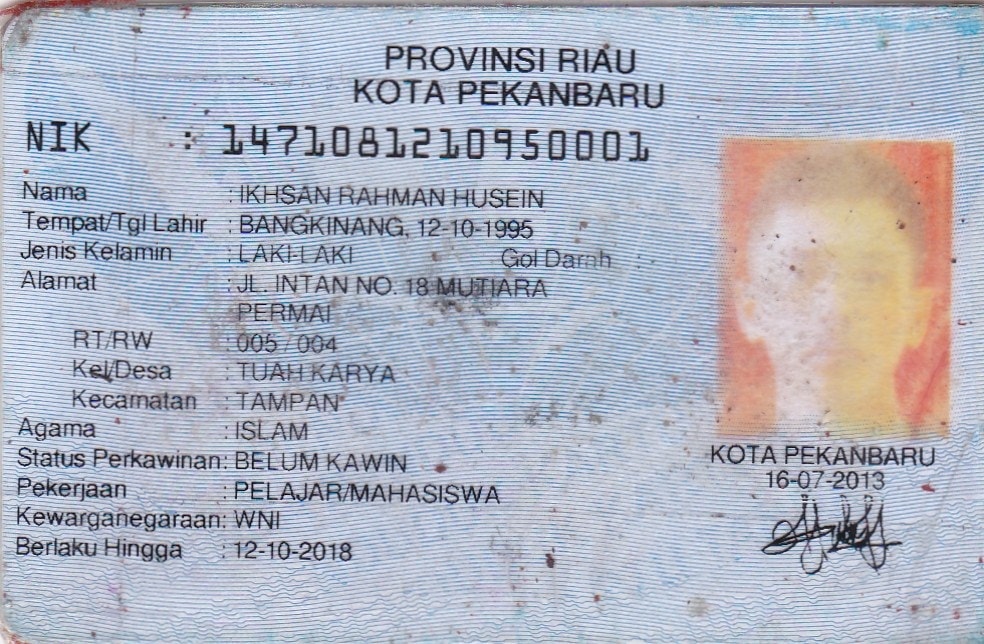 PROVINSI RIAU
KOTA PEKANBARU
NIK : 1471081210950001
Nama : IKHSAN RAHMAN HUSEIN
Tempat/Tgl Lahir : BANGKINANG, 12-10-1995
Jenis Kelamin : LAKI-LAKI Gol Darah :
Alamat : JL. INTAN NO. 18 MUTIARA
PERMAI
RT/RW : 005 / 004
Kel/Desa : TUAH KARYA
Kecamatan : TAMPAN
Agama : ISLAM
Status Perkawinan: BELUM KAWIN
Pekerjaan : PELAJAR/MAHASISWA
Kewarganegaraan: WNI
Berlaku Hingga : 12-10-2018
KOTA PEKANBARU
16-07-2013